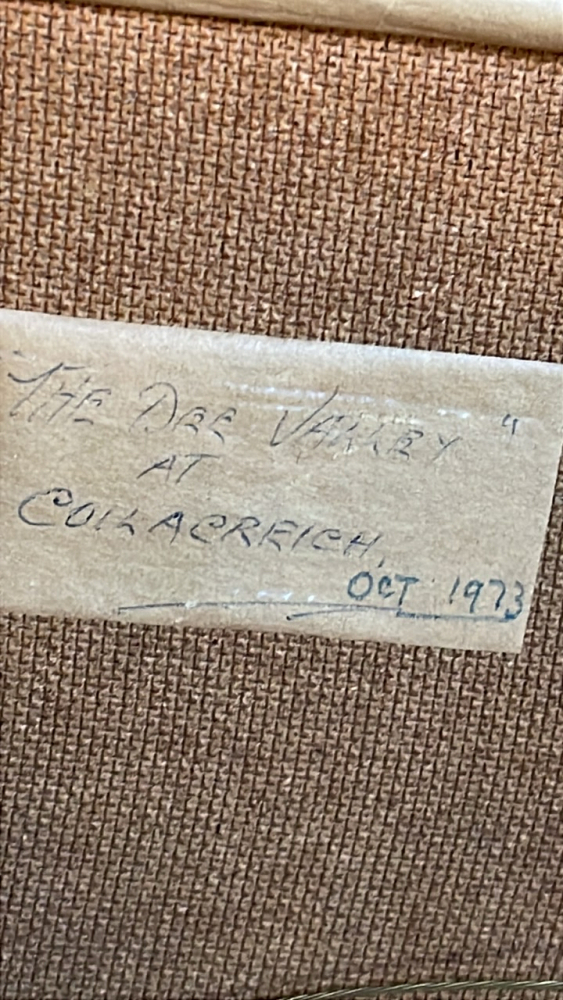 "THE DEE VALLEY"
AT
COILACREICH,
OCT 1973